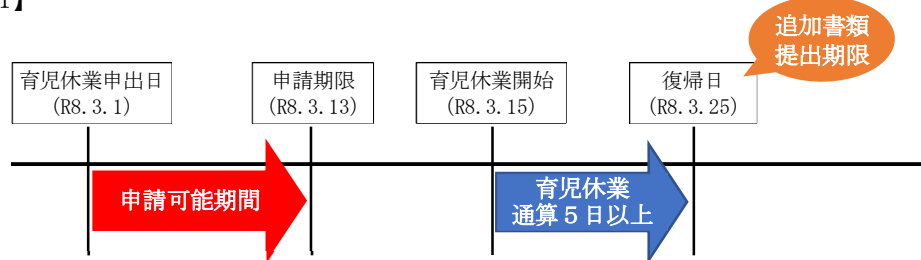 1】
追加書類
提出期限
育児休業申出日
(R8.3.1)
申請期限
(R8.3.13)
育児休業開始
(R8.3.15)
復帰日
(R8.3.25)
申請可能期間
育児休業
通算５日以上